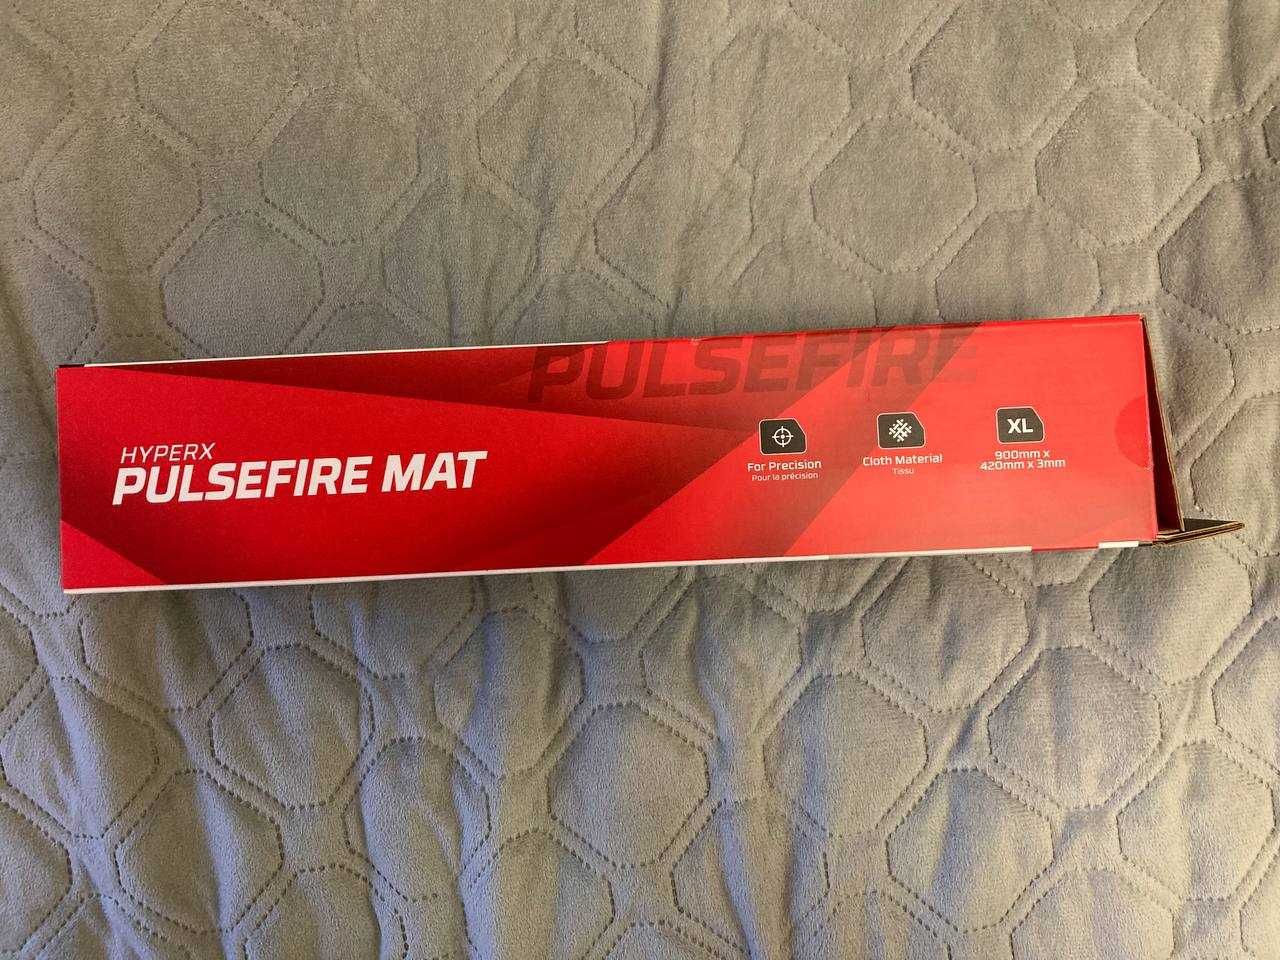 PULSEFIRE
HYPERX
PULSEFIRE MAT
For Precision
Pour la précision
Cloth Material
Tissu
XL
900mm x
420mm x 3mm